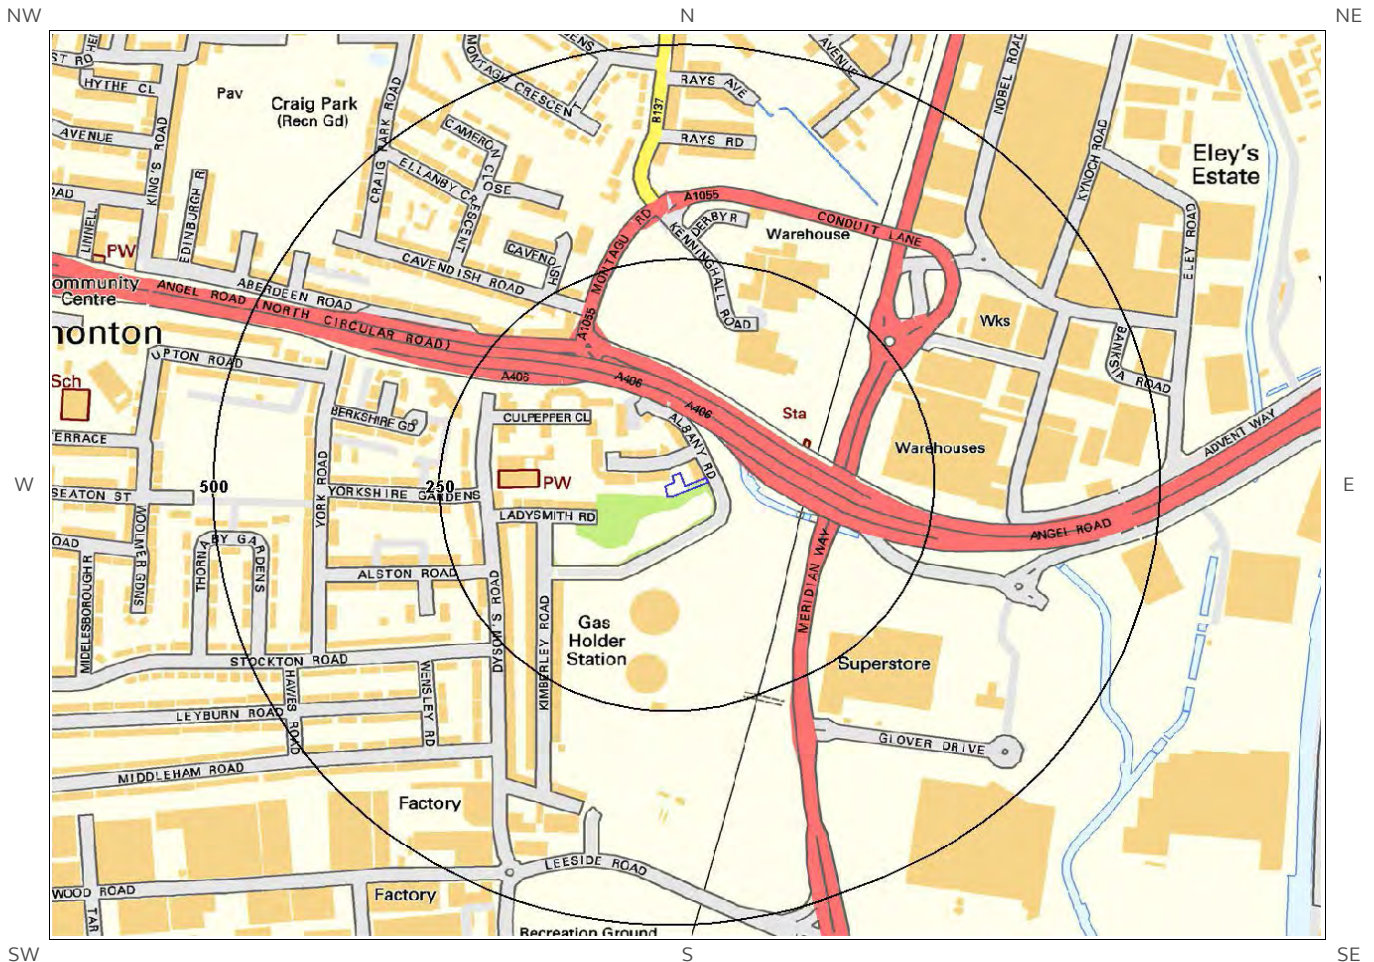 NW
N
NE
ST RD
HYTHE CL
AVENUE
KING'S ROAD
EDINBURGH R
LINNELL
PW
Pav
Craig Park
(Recn Gd)
CRAIG PARK ROAD
MONTAGU CRESCENT
CAMERON CLOSE
ELLANBY CRESCENT
CAVENDISH
CAVENDISH ROAD
B137
RAYS AVE
RAYS RD
AVENUE
A1055
MONTAGU RD
A1055
DERBY R
KENNINGHALL ROAD
CONDUIT LANE
Warehouse
NOBEL ROAD
KYNOCH ROAD
Eley's
Estate
ELEY ROAD
Wks
BANKSIA ROAD
ommunity
Centre
ABERDEEN ROAD
ANGEL ROAD (NORTH CIRCULAR ROAD)
nonton
UPTON ROAD
A406
A406
A406
Sch
BERKSHIRE GD
CULPEPPER CL
ALBANY RD
Sta
Warehouses
ADVENT WAY
ERRACE
W
SEATON ST
500
250
YORK ROAD
YORKSHIRE GARDENS
PW
LADYSMITH RD
E
ANGEL ROAD
MERIDIAN WAY
OAD
WOOLMER GDNS
THORNABY GARDENS
ALSTON ROAD
MIDDLESBOROUGH R
DYSON'S ROAD
KIMBERLEY ROAD
Gas
Holder
Station
Superstore
STOCKTON ROAD
HAWES ROAD
WENSLEY RD
LEYBURN ROAD
MIDDLEHAM ROAD
GLOVER DRIVE
Factory
LEESIDE ROAD
WOOD ROAD
TAR
Factory
Recreation Ground
SW
S
SE